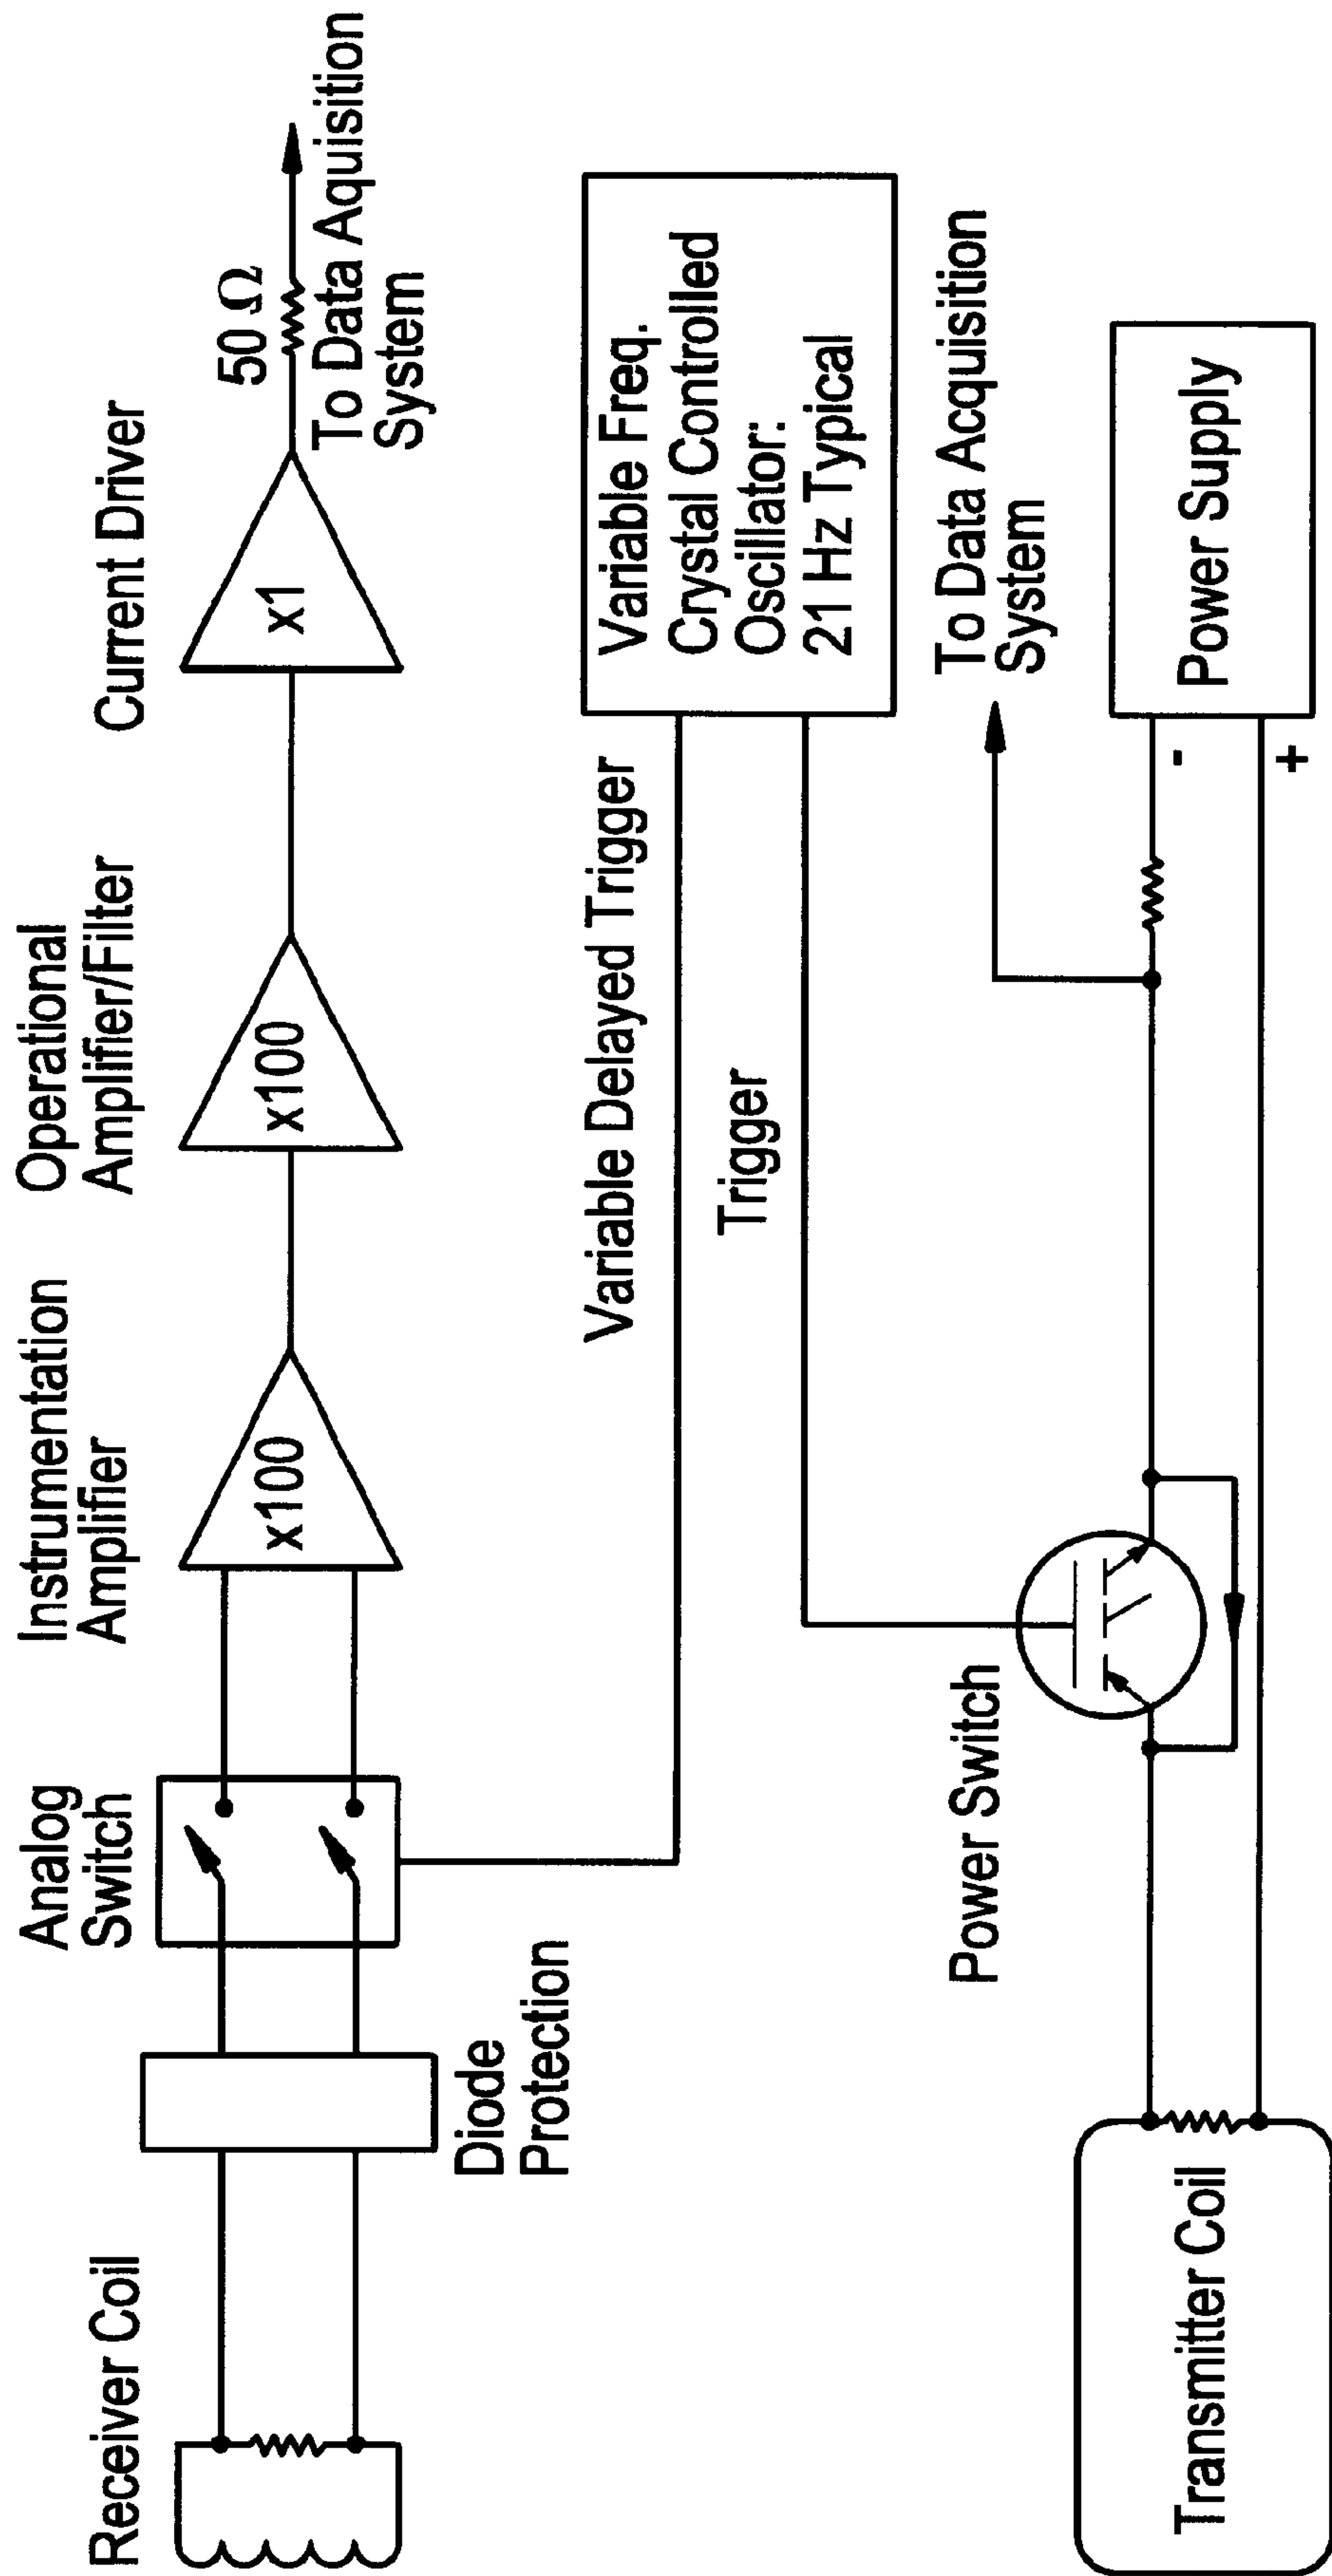 Receiver Coil
Diode
Protection
Analog
Switch
Instrumentation
Amplifier
x100
Operational
Amplifier/Filter
x100
Current Driver
x1
50 Ω
To Data Aquisition
System
Variable Delayed Trigger
Trigger
Variable Freq.
Crystal Controlled
Oscillator:
21 Hz Typical
Transmitter Coil
Power Switch
To Data Acquisition
System
-
+
Power Supply